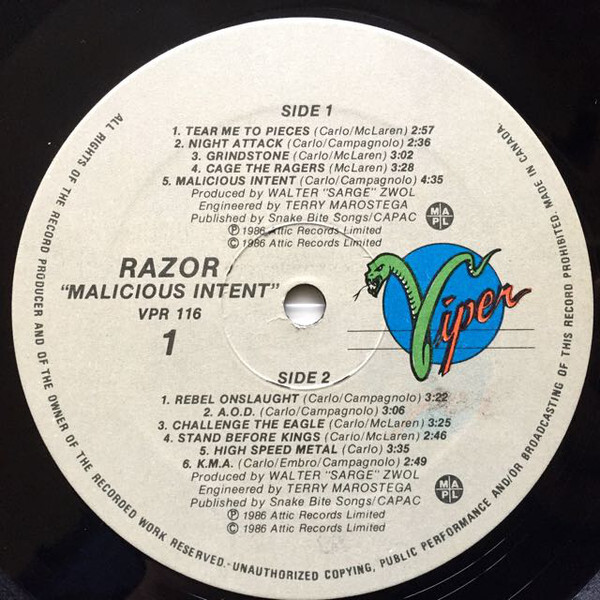 SIDE 1
1. TEAR ME TO PIECES (Carlo/McLaren) 2:57
2. NIGHT ATTACK (Carlo/Campagnolo) 2:36
3. GRINDSTONE (Carlo/McLaren) 3:02
4. CAGE THE RAGERS (Carlo/McLaren) 3:28
5. MALICIOUS INTENT (Carlo/Campagnolo) 4:35
Produced by WALTER "SARGE" ZWOL
Engineered by TERRY MAROSTEGA
Published by Snake Bite Songs/CAPAC
Ⓟ 1986 Attic Records Limited
© 1986 Attic Records Limited
MAPL
RAZOR
"MALICIOUS INTENT"
VPR 116
1
Viper
SIDE 2
1. REBEL ONSLAUGHT (Carlo/Campagnolo) 3:22
2. A.O.D. (Carlo/Campagnolo) 3:06
3. CHALLENGE THE EAGLE (Carlo/McLaren) 3:25
4. STAND BEFORE KINGS (Carlo/McLaren) 2:46
5. HIGH SPEED METAL (Carlo) 3:35
6. K.M.A. (Carlo/Embro/Campagnolo) 2:49
Produced by WALTER "SARGE" ZWOL
Engineered by TERRY MAROSTEGA
Published by Snake Bite Songs/CAPAC
Ⓟ 1986 Attic Records Limited
© 1986 Attic Records Limited
MAPL
ALL RIGHTS OF THE RECORD PRODUCER AND OF THE OWNER OF THE RECORDED WORK RESERVED.-UNAUTHORIZED COPYING, PUBLIC PERFORMANCE AND/OR BROADCASTING OF THIS RECORD PROHIBITED. MADE IN CANADA.